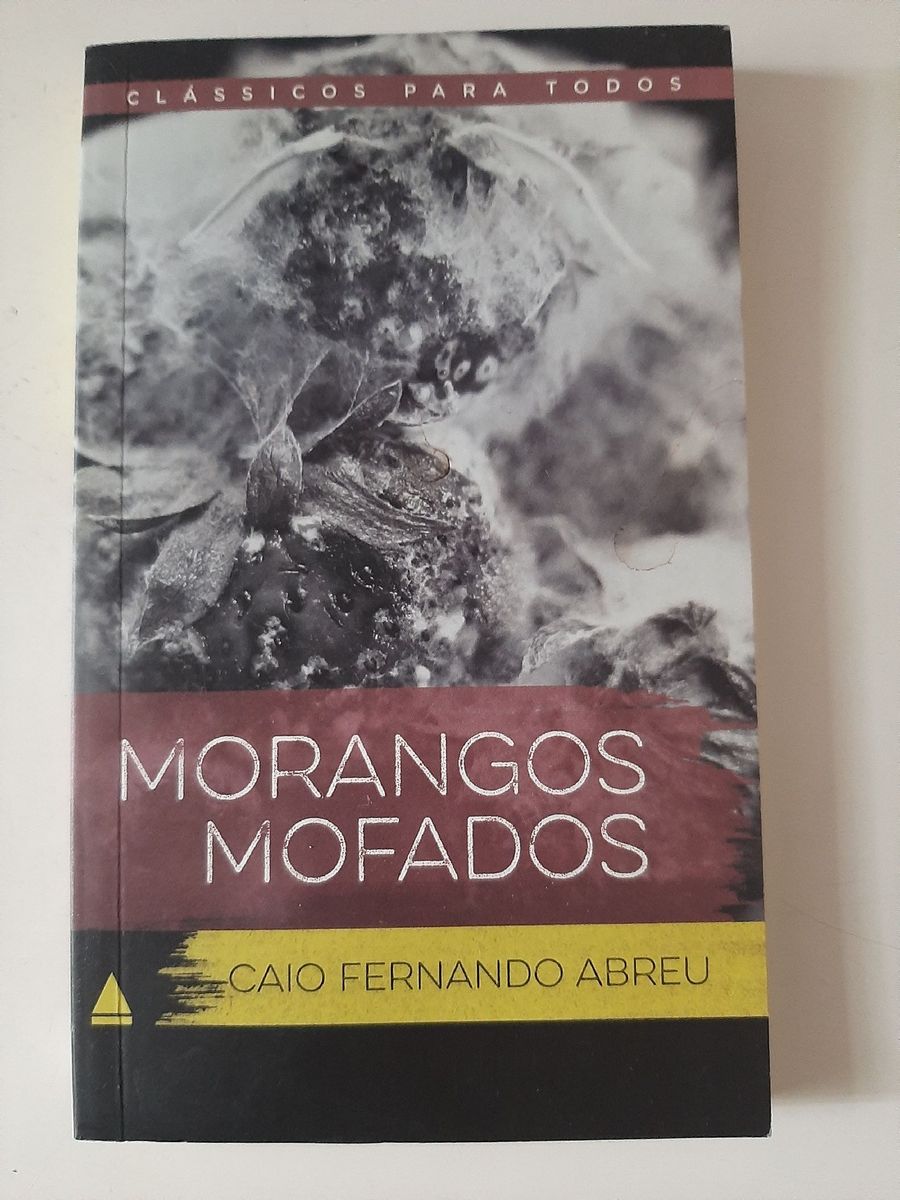 CLÁSSICOS PARA TODOS
MORANGOS
MOFADOS
CAIO FERNANDO ABREU